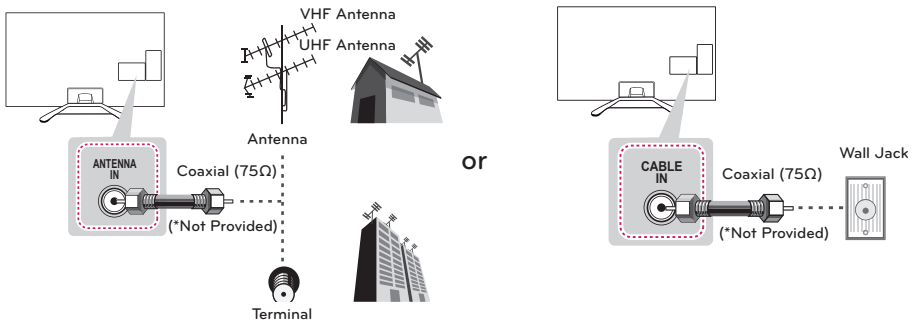 VHF Antenna
UHF Antenna
Antenna
ANTENNA
IN
Coaxial (75Ω)
(*Not Provided)
Terminal
or
CABLE
IN
Coaxial (75Ω)
(*Not Provided)
Wall Jack